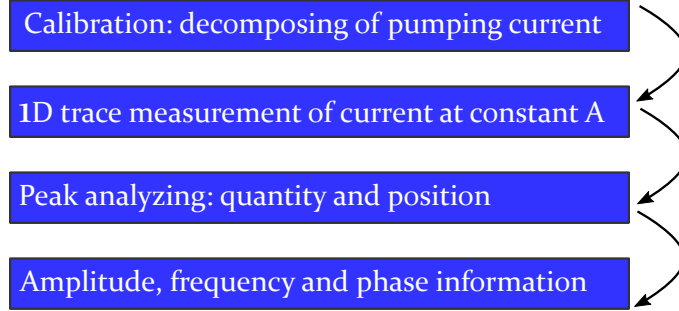 Calibration: decomposing of pumping current
1D trace measurement of current at constant A
Peak analyzing: quantity and position
Amplitude, frequency and phase information